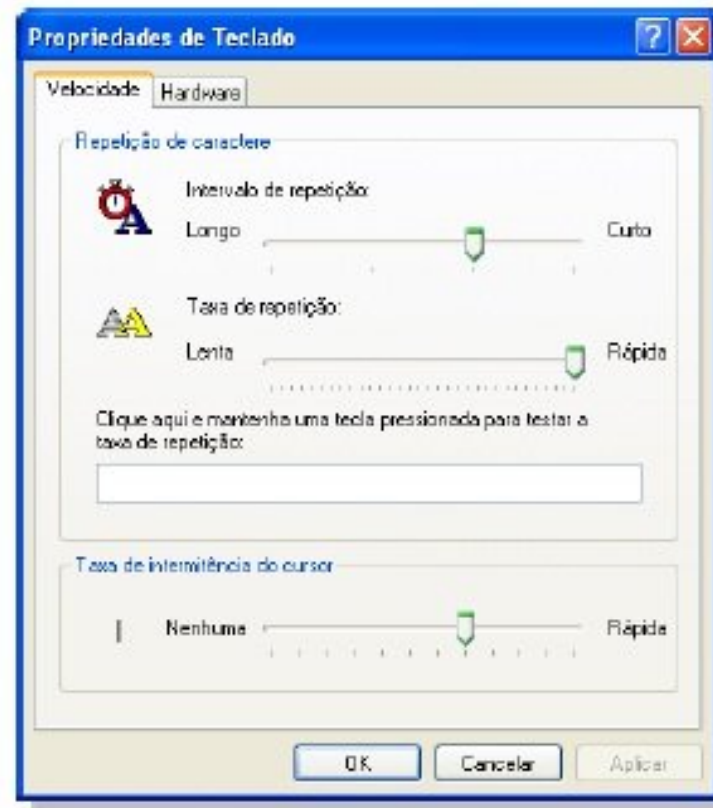 Propriedades de Teclado
Velocidade
Hardware
Repetição de caractere
Intervalo de repetição:
Longo
Curto
Taxa de repetição:
Lenta
Rápida
Clique aqui e mantenha uma tecla pressionada para testar a
taxa de repetição:
Taxa de intermitência do cursor
Nenhuma
Rápida
OK
Cancelar
Aplicar